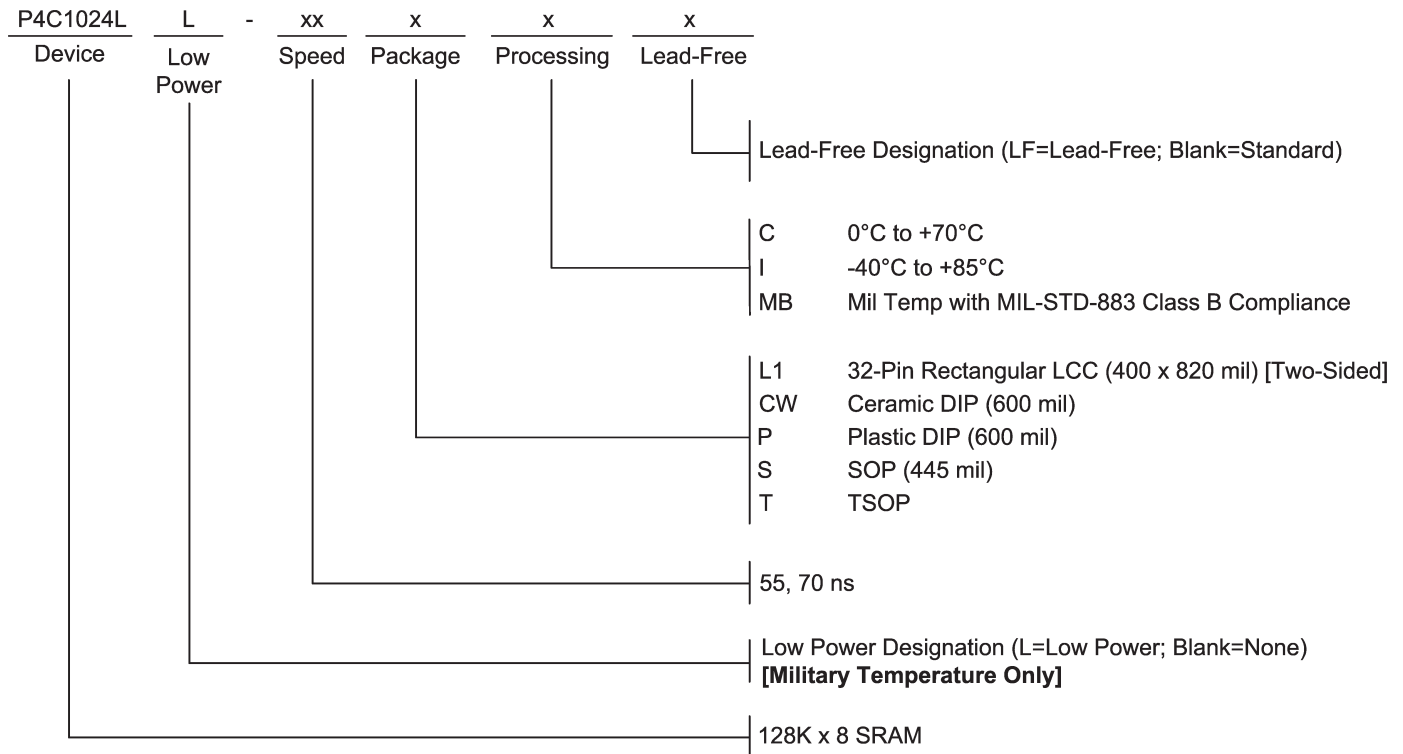 P4C1024L L - xx x x x
Device Low Power Speed Package Processing Lead-Free
Lead-Free Designation (LF=Lead-Free; Blank=Standard)
C 0°C to +70°C
I -40°C to +85°C
MB Mil Temp with MIL-STD-883 Class B Compliance
L1 32-Pin Rectangular LCC (400 x 820 mil) [Two-Sided]
CW Ceramic DIP (600 mil)
P Plastic DIP (600 mil)
S SOP (445 mil)
T TSOP
55, 70 ns
Low Power Designation (L=Low Power; Blank=None)
[Military Temperature Only]
128K x 8 SRAM